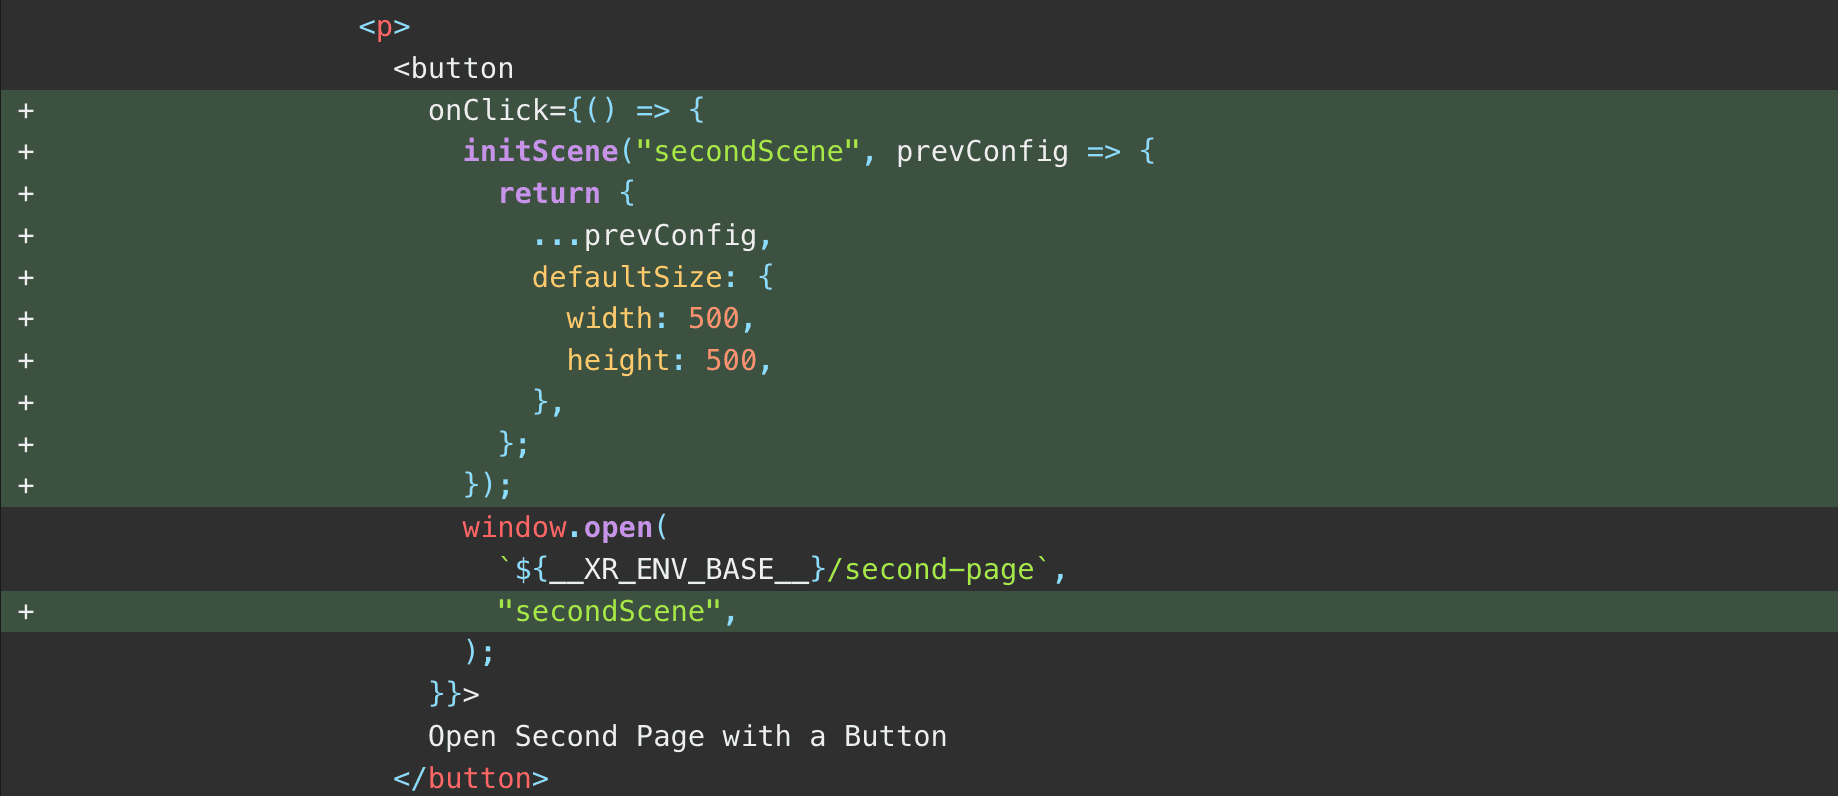 <p>
<button
+ onClick={() => {
+ initScene("secondScene", prevConfig => {
+ return {
+ ...prevConfig,
+ defaultSize: {
+ width: 500,
+ height: 500,
+ },
+ };
+ });
window.open(
`${__XR_ENV_BASE__}/second-page`,
+ "secondScene",
);
}}>
Open Second Page with a Button
</button>